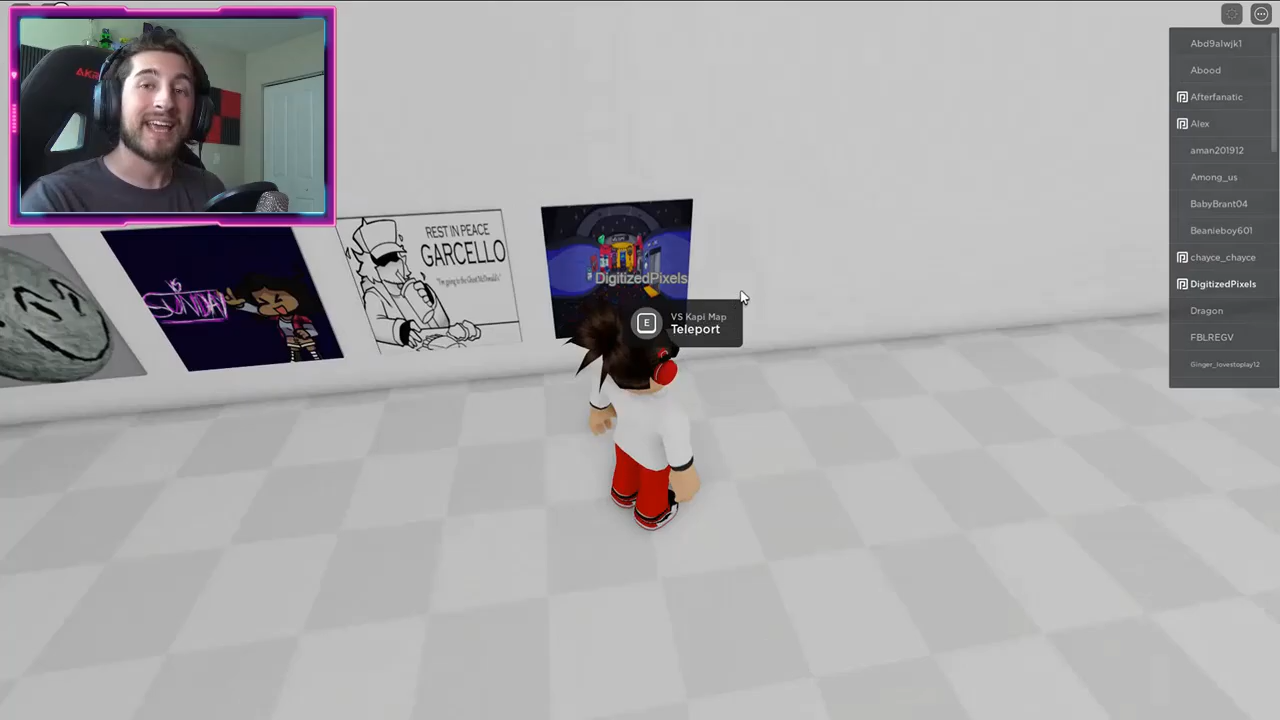 AKR
VS
SUNDAY
REST IN PEACE
GARCELLO
DigitizedPixels
E
VS Kapi Map
Teleport
Abd9alwjk1
Abood
Afterfanatic
Alex
aman201912
Among_us
BabyBrant04
Beanieboy601
chayce_chayce
DigitizedPixels
Dragon
FBLREGV
Ginger_lovestoplay12